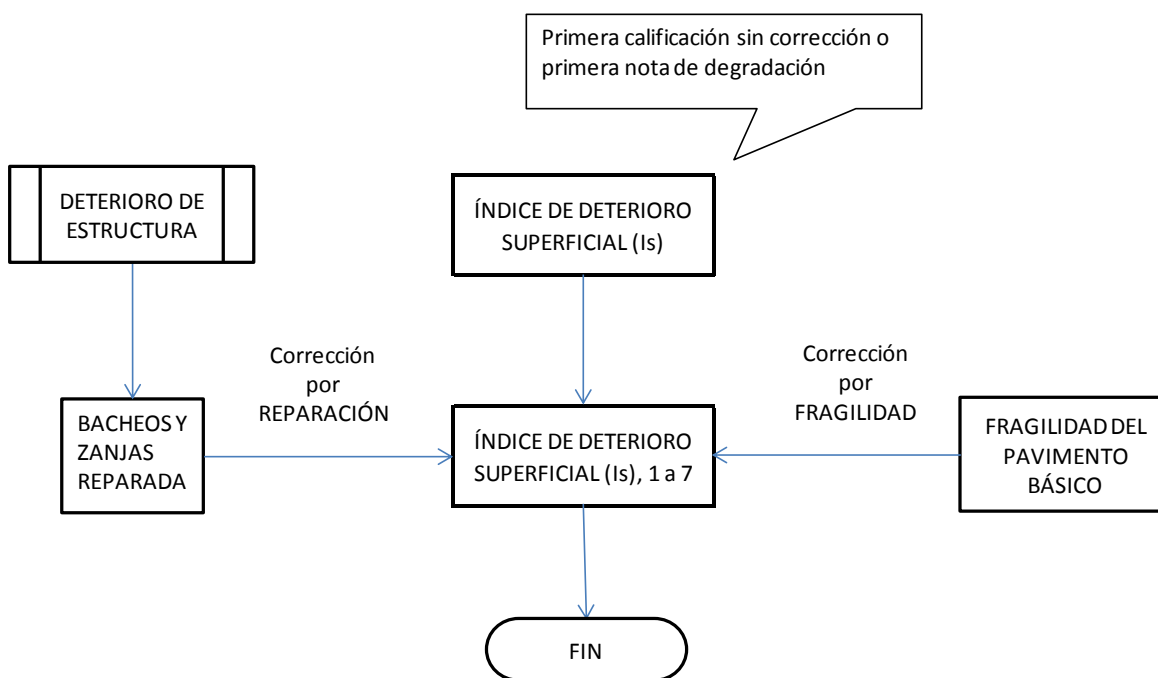 Primera calificación sin corrección o
primera nota de degradación
DETERIORO DE
ESTRUCTURA
ÍNDICE DE DETERIORO
SUPERFICIAL (Is)
Corrección
por
REPARACIÓN
Corrección
por
FRAGILIDAD
BACHEOS Y
ZANJAS
REPARADA
ÍNDICE DE DETERIORO
SUPERFICIAL (Is), 1 a 7
FRAGILIDAD DEL
PAVIMENTO
BÁSICO
FIN